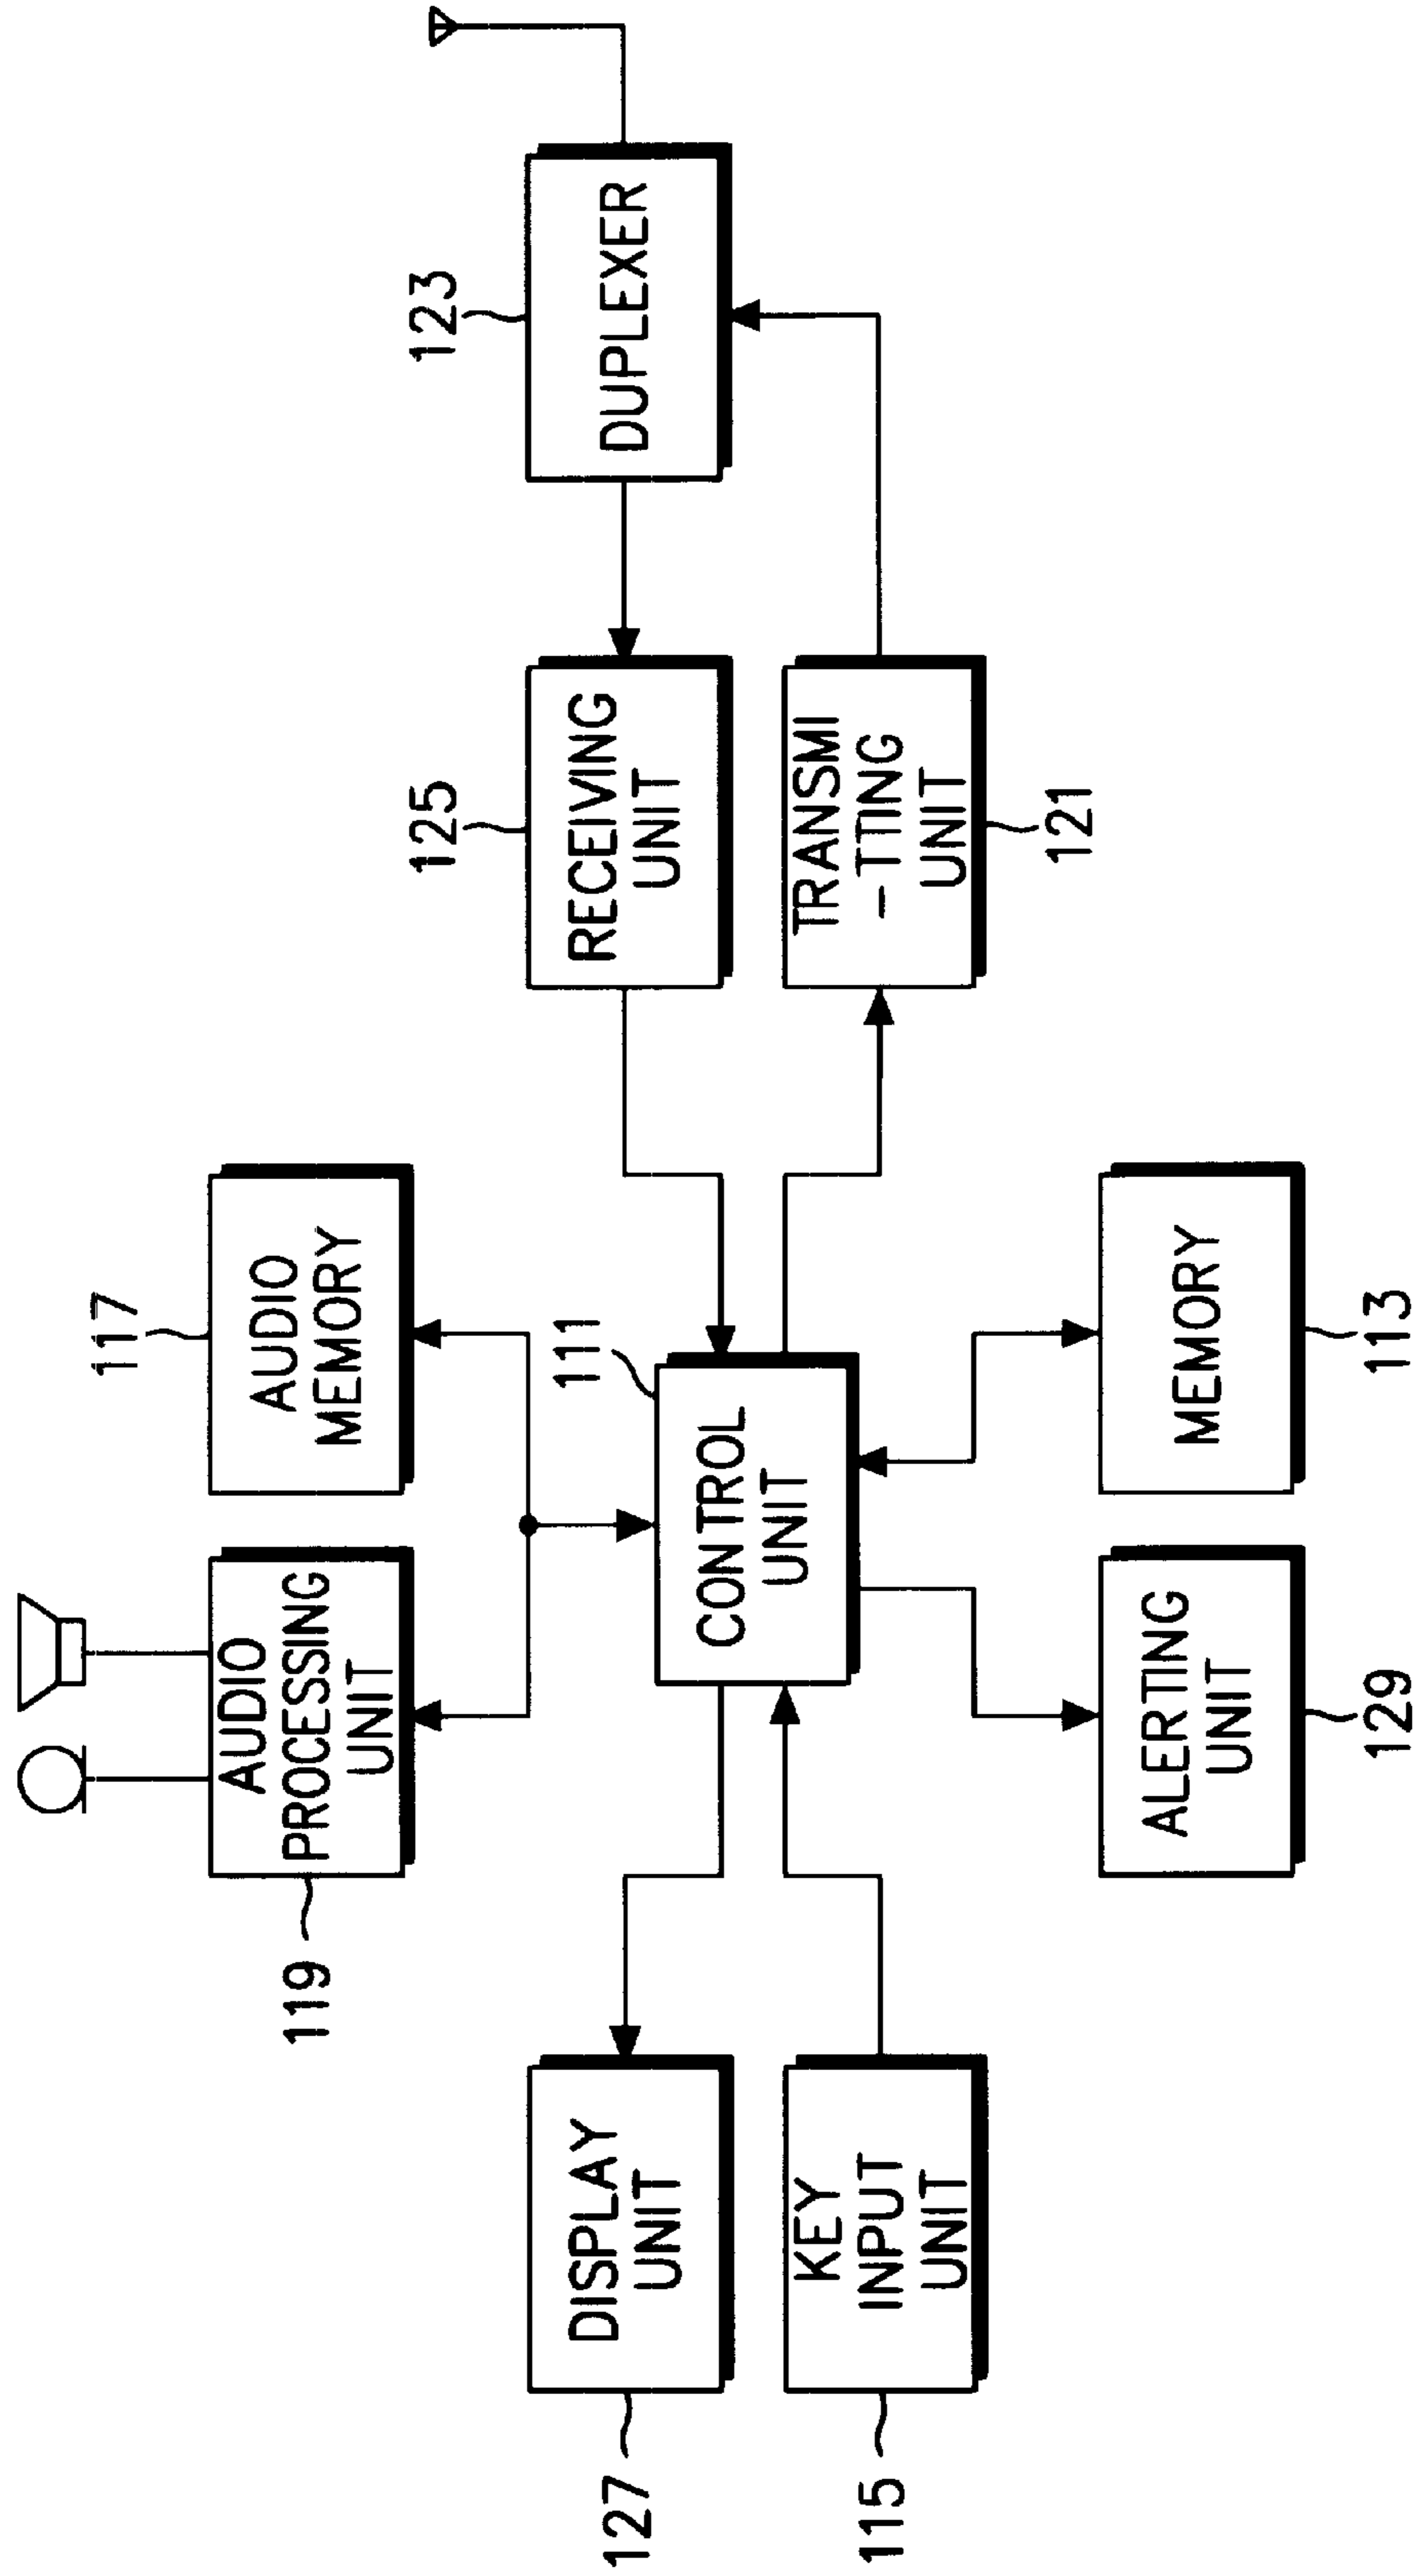 119
AUDIO
PROCESSING
UNIT
117
AUDIO
MEMORY
127
DISPLAY
UNIT
111
CONTROL
UNIT
125
RECEIVING
UNIT
123
DUPLEXER
115
KEY
INPUT
UNIT
TRANSMI
-TTING
UNIT
121
ALERTING
UNIT
129
MEMORY
113